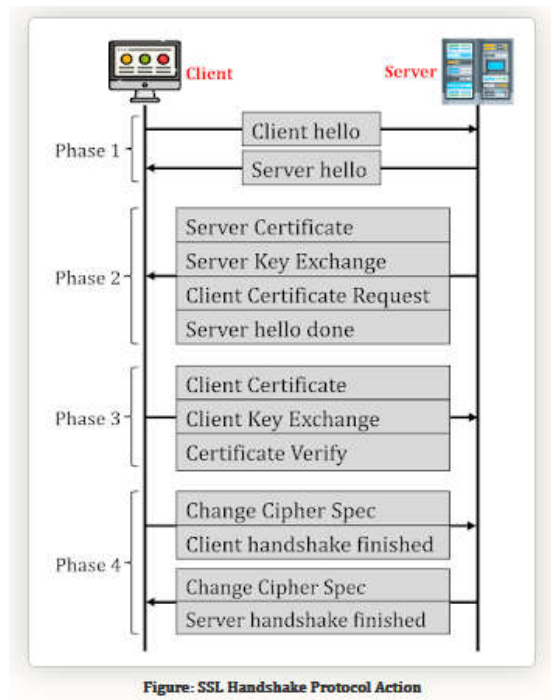 Client
Server
Phase 1
Client hello
Server hello
Phase 2
Server Certificate
Server Key Exchange
Client Certificate Request
Server hello done
Phase 3
Client Certificate
Client Key Exchange
Certificate Verify
Phase 4
Change Cipher Spec
Client handshake finished
Change Cipher Spec
Server handshake finished
Figure: SSL Handshake Protocol Action